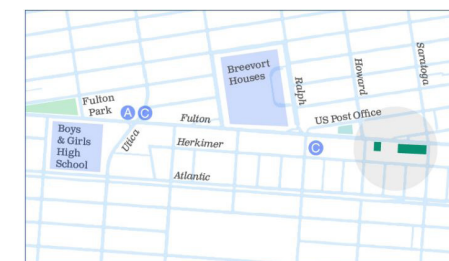 Breevort
Houses
Ralph
Howard
Saratoga
Fulton
Park
A C
Fulton
US Post Office
Boys
& Girls
High
School
Utica
Herkimer
C
Atlantic